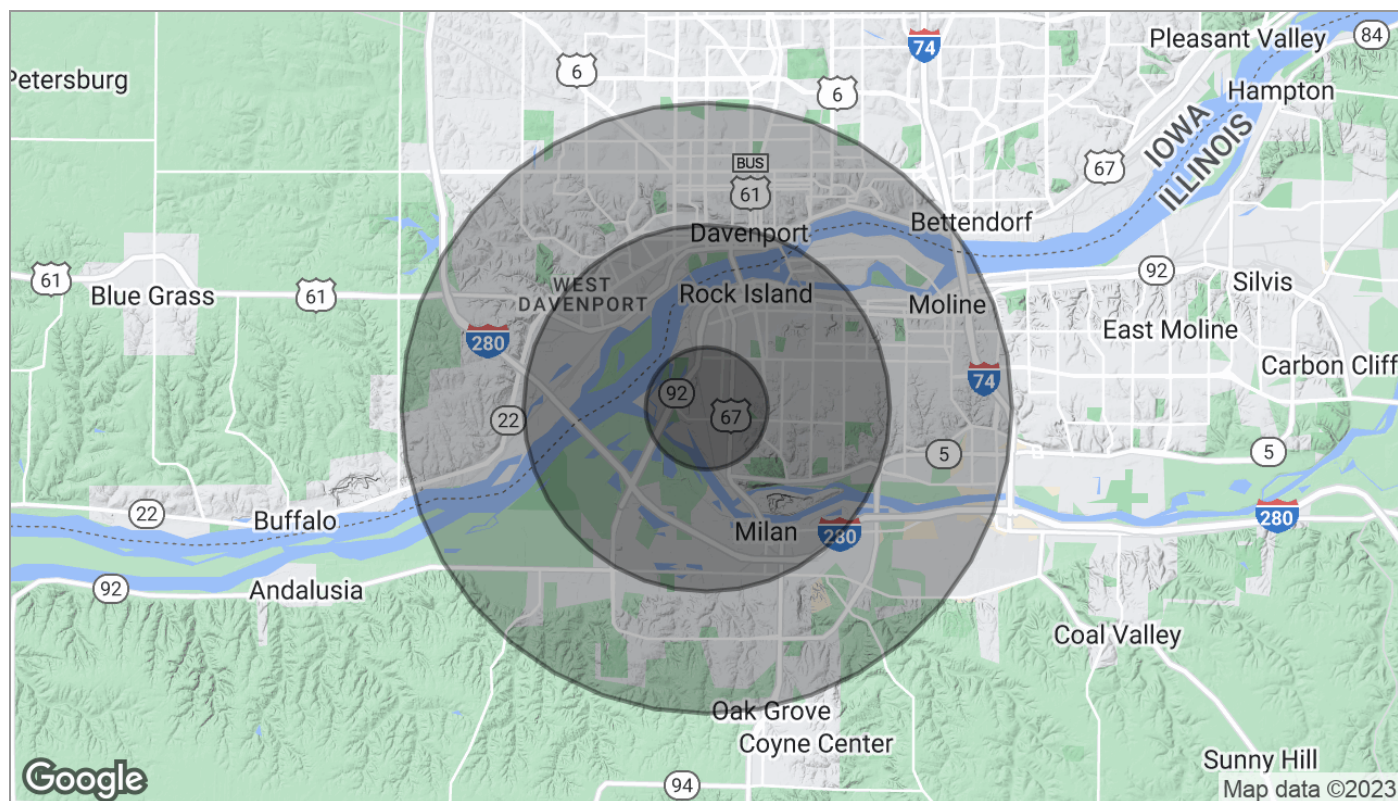 Pleasant Valley
84
74
6
Petersburg
6
Hampton
IOWA
ILLINOIS
67
BUS
61
Bettendorf
Davenport
92
61
Blue Grass
61
WEST
DAVENPORT
Rock Island
Moline
Silvis
East Moline
280
Carbon Cliff
74
92
67
22
5
5
22
Buffalo
Milan
280
280
92
Andalusia
Coal Valley
Oak Grove
Coyne Center
Sunny Hill
Google
94
Map data ©2023